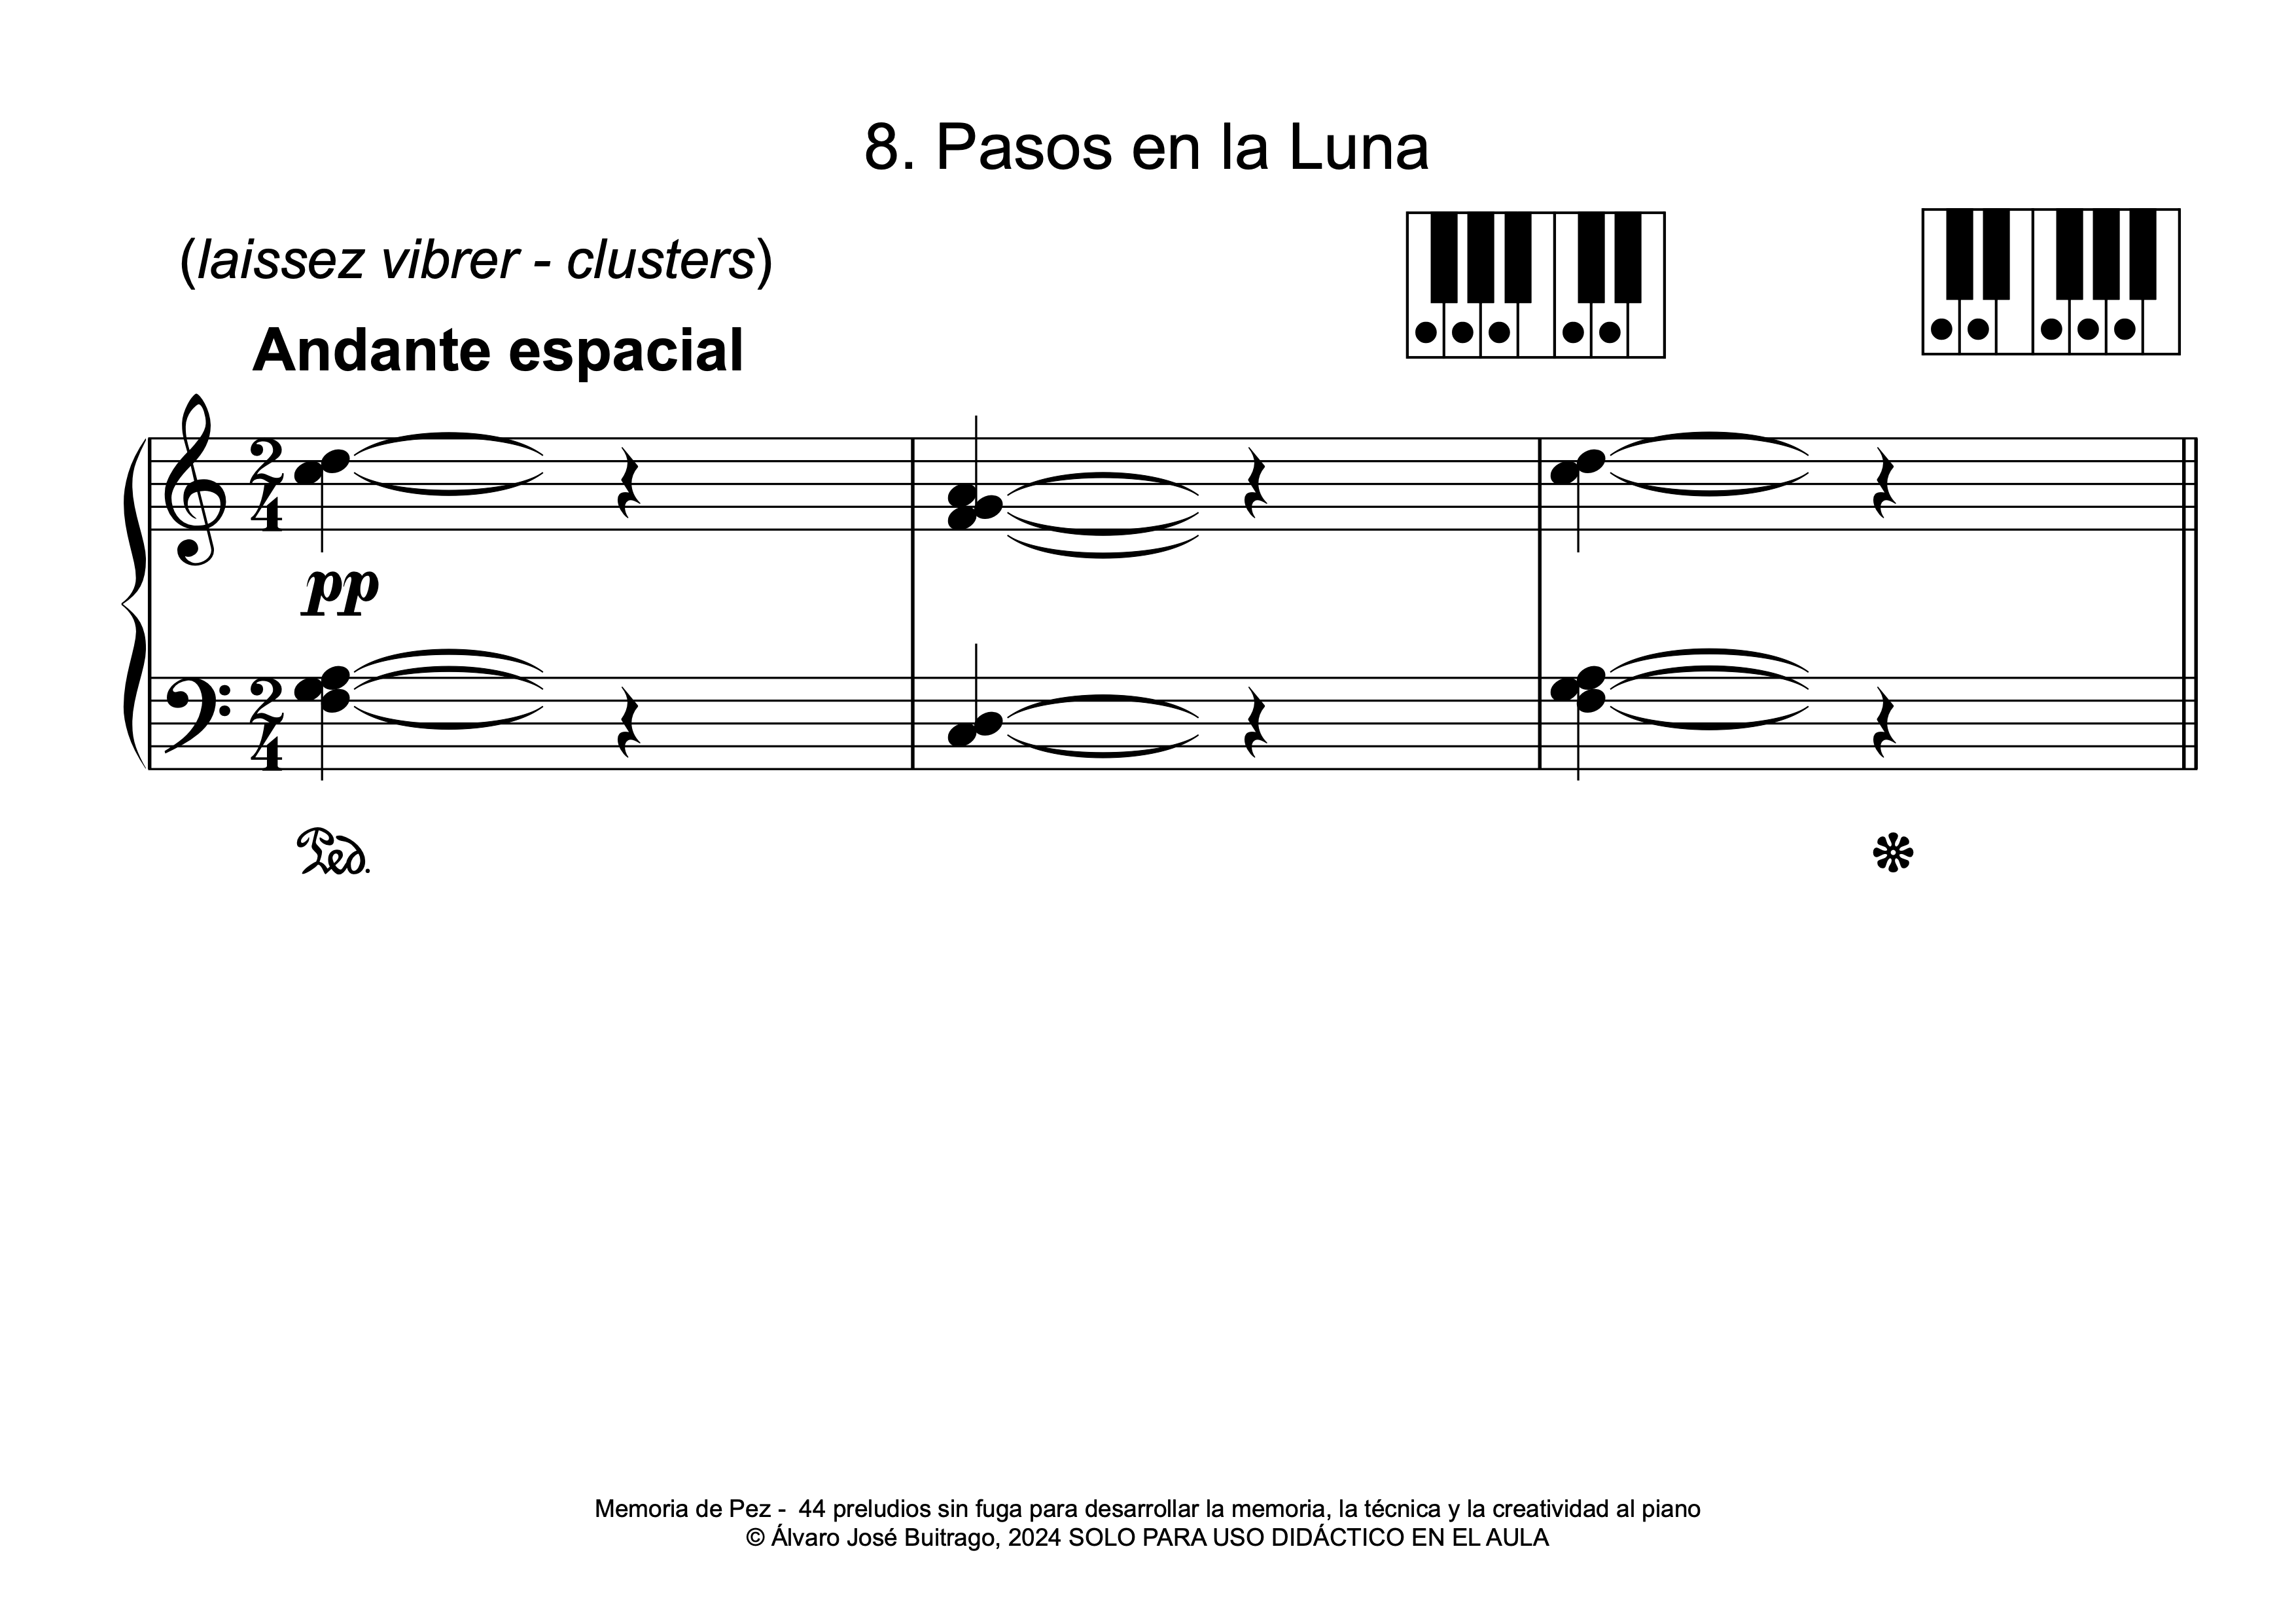 8. Pasos en la Luna
(laissez vibrer - clusters)
Andante espacial
2
4
pp
2
4
Ped.
Memoria de Pez - 44 preludios sin fuga para desarrollar la memoria, la técnica y la creatividad al piano
© Álvaro José Buitrago, 2024 SOLO PARA USO DIDÁCTICO EN EL AULA